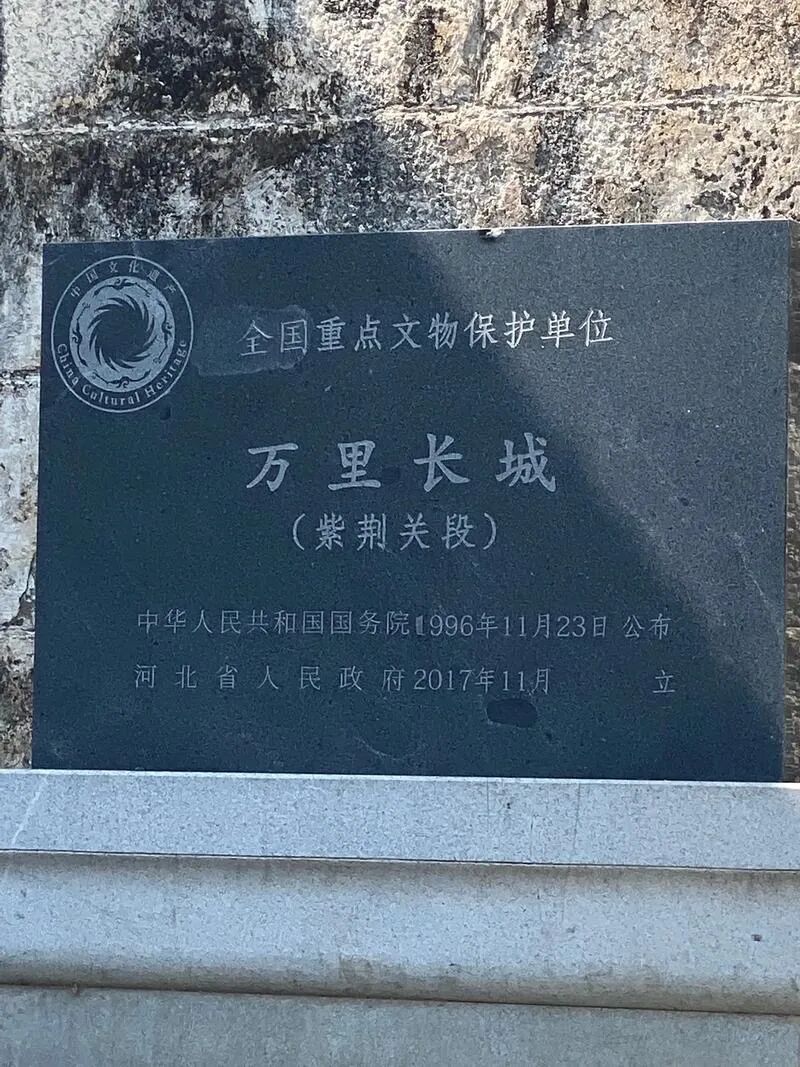 中国文化遗产
China Cultural Heritage
全国重点文物保护单位
万里长城
（紫荆关段）
中华人民共和国国务院1996年11月23日 公布
河北省人民政府2017年11月 立